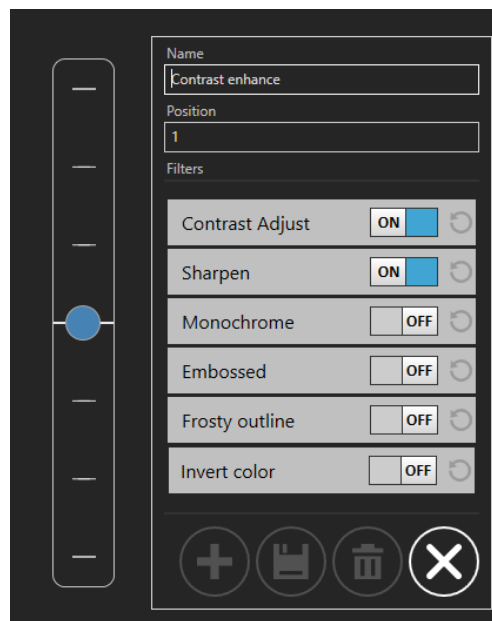 Name
Contrast enhance
Position
1
Filters
Contrast Adjust ON
Sharpen ON
Monochrome OFF
Embossed OFF
Frosty outline OFF
Invert color OFF